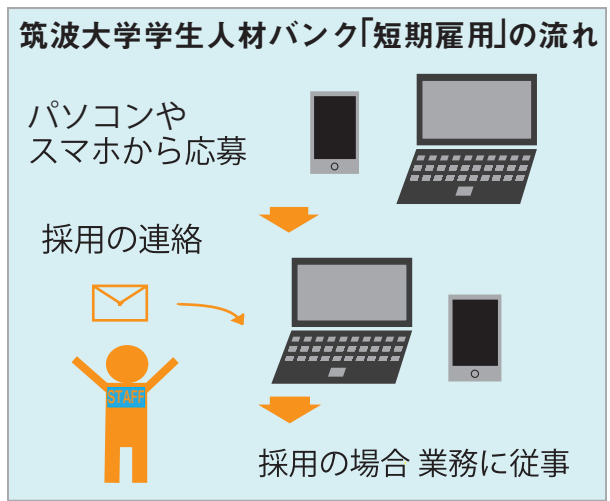 筑波大学学生人材バンク「短期雇用」の流れ
パソコンや
スマホから応募
採用の連絡
STAFF
採用の場合 業務に従事